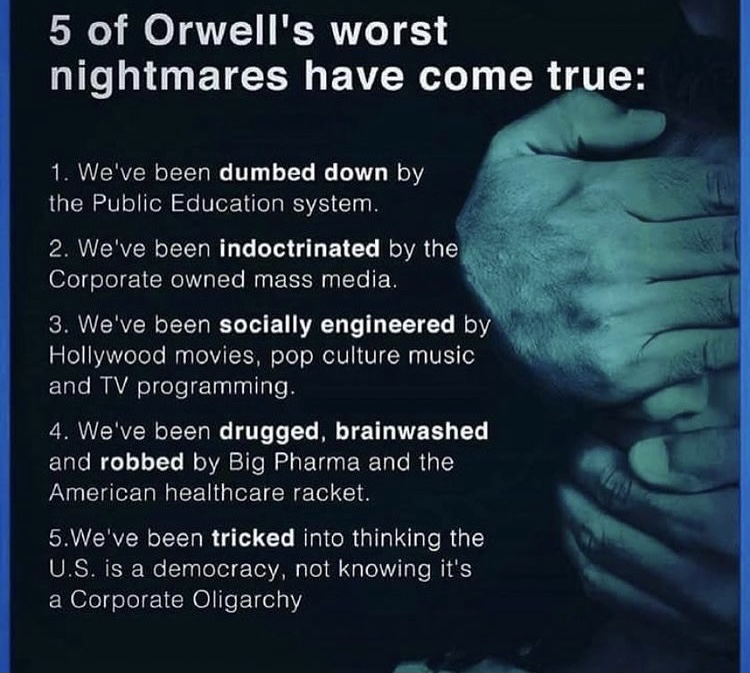 5 of Orwell's worst
nightmares have come true:
1. We've been dumbed down by
the Public Education system.
2. We've been indoctrinated by the
Corporate owned mass media.
3. We've been socially engineered by
Hollywood movies, pop culture music
and TV programming.
4. We've been drugged, brainwashed
and robbed by Big Pharma and the
American healthcare racket.
5.We've been tricked into thinking the
U.S. is a democracy, not knowing it's
a Corporate Oligarchy